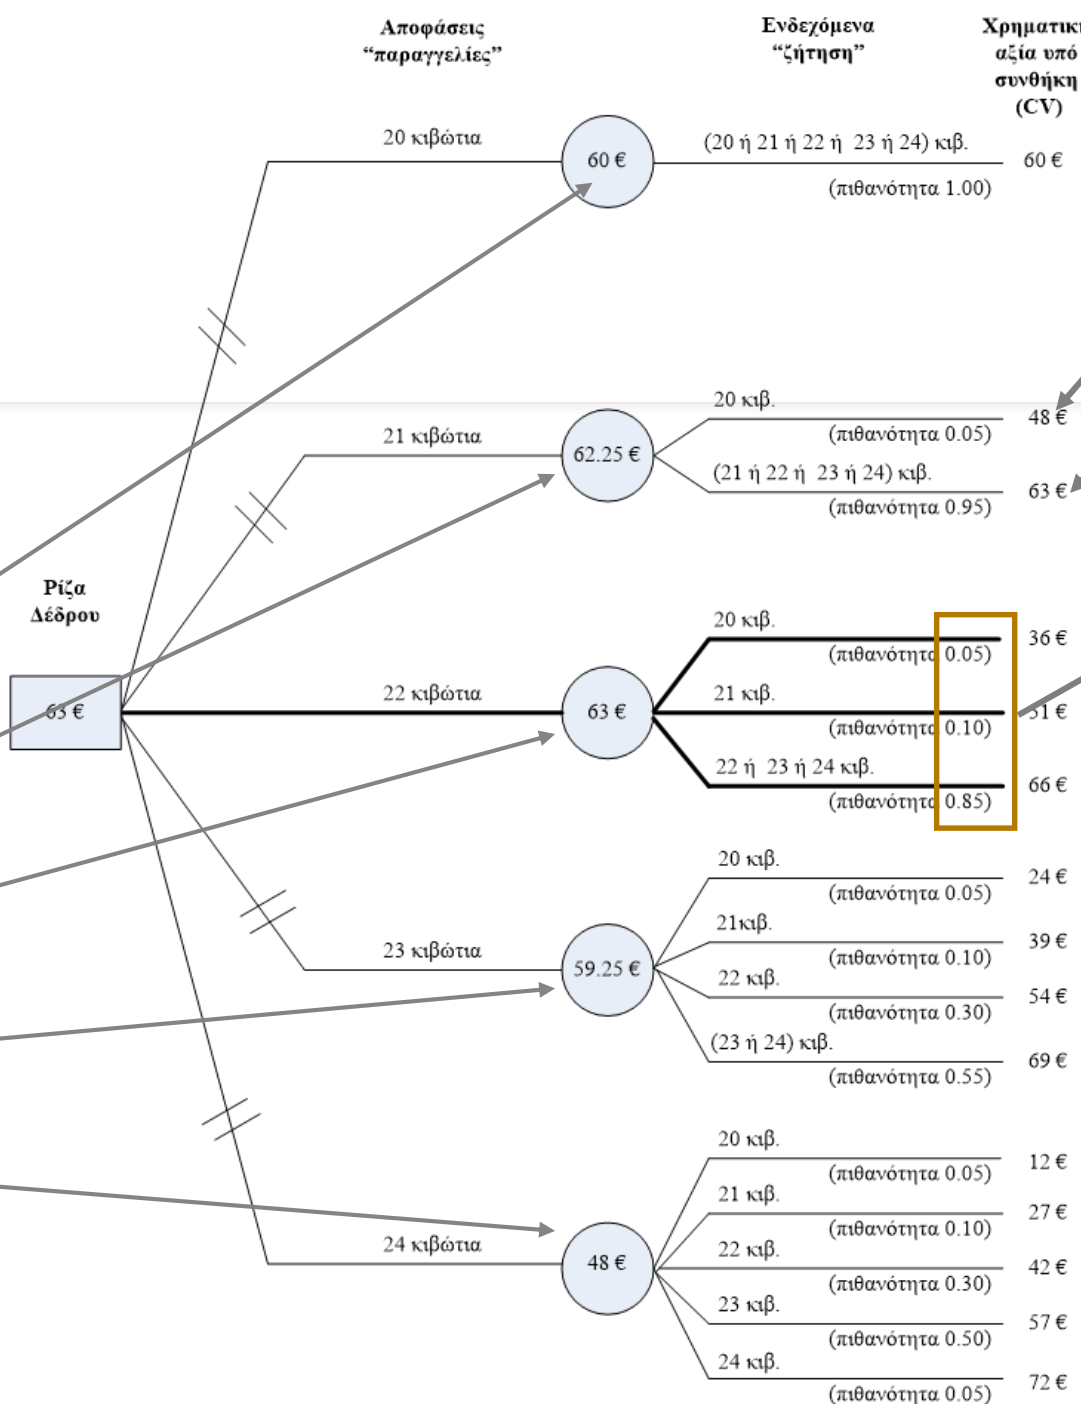 Αποφάσεις
“παραγγελίες”
Ενδεχόμενα
“ζήτηση”
Χρηματική
αξία υπό
συνθήκη
(CV)
20 κιβώτια
60 €
(20 ή 21 ή 22 ή 23 ή 24) κιβ.
(πιθανότητα 1.00)
60 €
21 κιβώτια
62.25 €
20 κιβ.
(πιθανότητα 0.05)
48 €
(21 ή 22 ή 23 ή 24) κιβ.
(πιθανότητα 0.95)
63 €
Ρίζα
Δέδρου
63 €
22 κιβώτια
63 €
20 κιβ.
(πιθανότητα 0.05)
36 €
21 κιβ.
(πιθανότητα 0.10)
51 €
22 ή 23 ή 24 κιβ.
(πιθανότητα 0.85)
66 €
23 κιβώτια
59.25 €
20 κιβ.
(πιθανότητα 0.05)
24 €
21κιβ.
(πιθανότητα 0.10)
39 €
22 κιβ.
(πιθανότητα 0.30)
54 €
(23 ή 24) κιβ.
(πιθανότητα 0.55)
69 €
24 κιβώτια
48 €
20 κιβ.
(πιθανότητα 0.05)
12 €
21 κιβ.
(πιθανότητα 0.10)
27 €
22 κιβ.
(πιθανότητα 0.30)
42 €
23 κιβ.
(πιθανότητα 0.50)
57 €
24 κιβ.
(πιθανότητα 0.05)
72 €